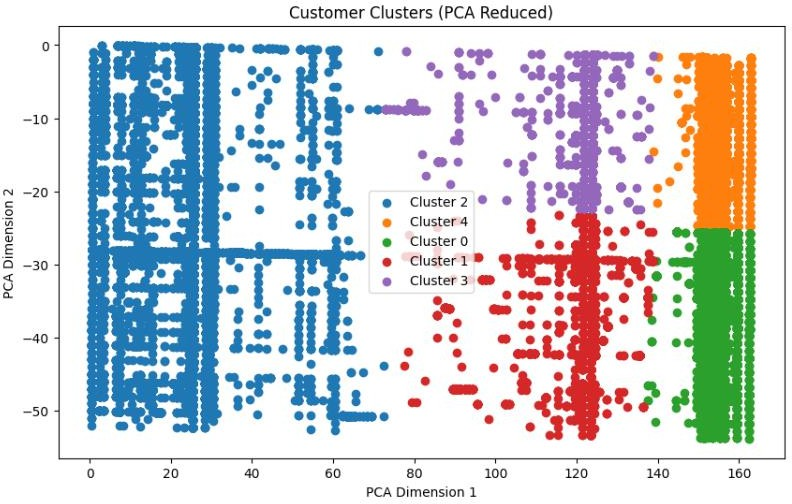 Customer Clusters (PCA Reduced)
0
−10
−20
−30
−40
−50
PCA Dimension 2
Cluster 2
Cluster 4
Cluster 0
Cluster 1
Cluster 3
0 20 40 60 80 100 120 140 160
PCA Dimension 1